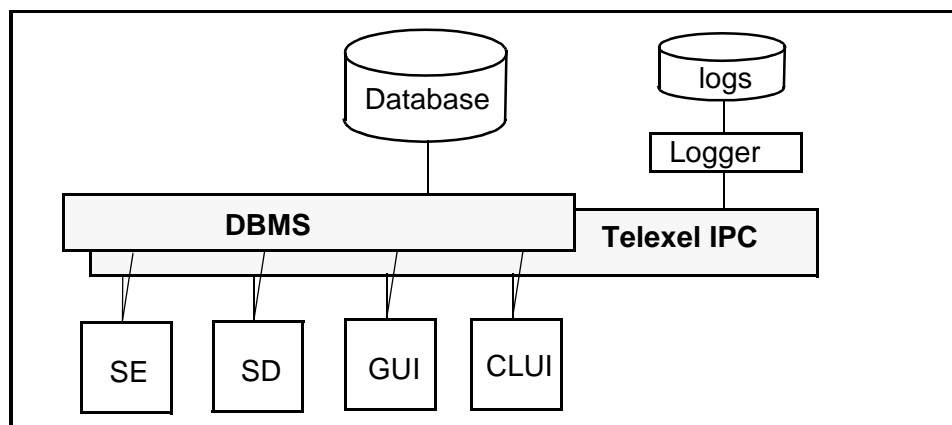 Database
logs
Logger
DBMS
Telexel IPC
SE
SD
GUI
CLUI